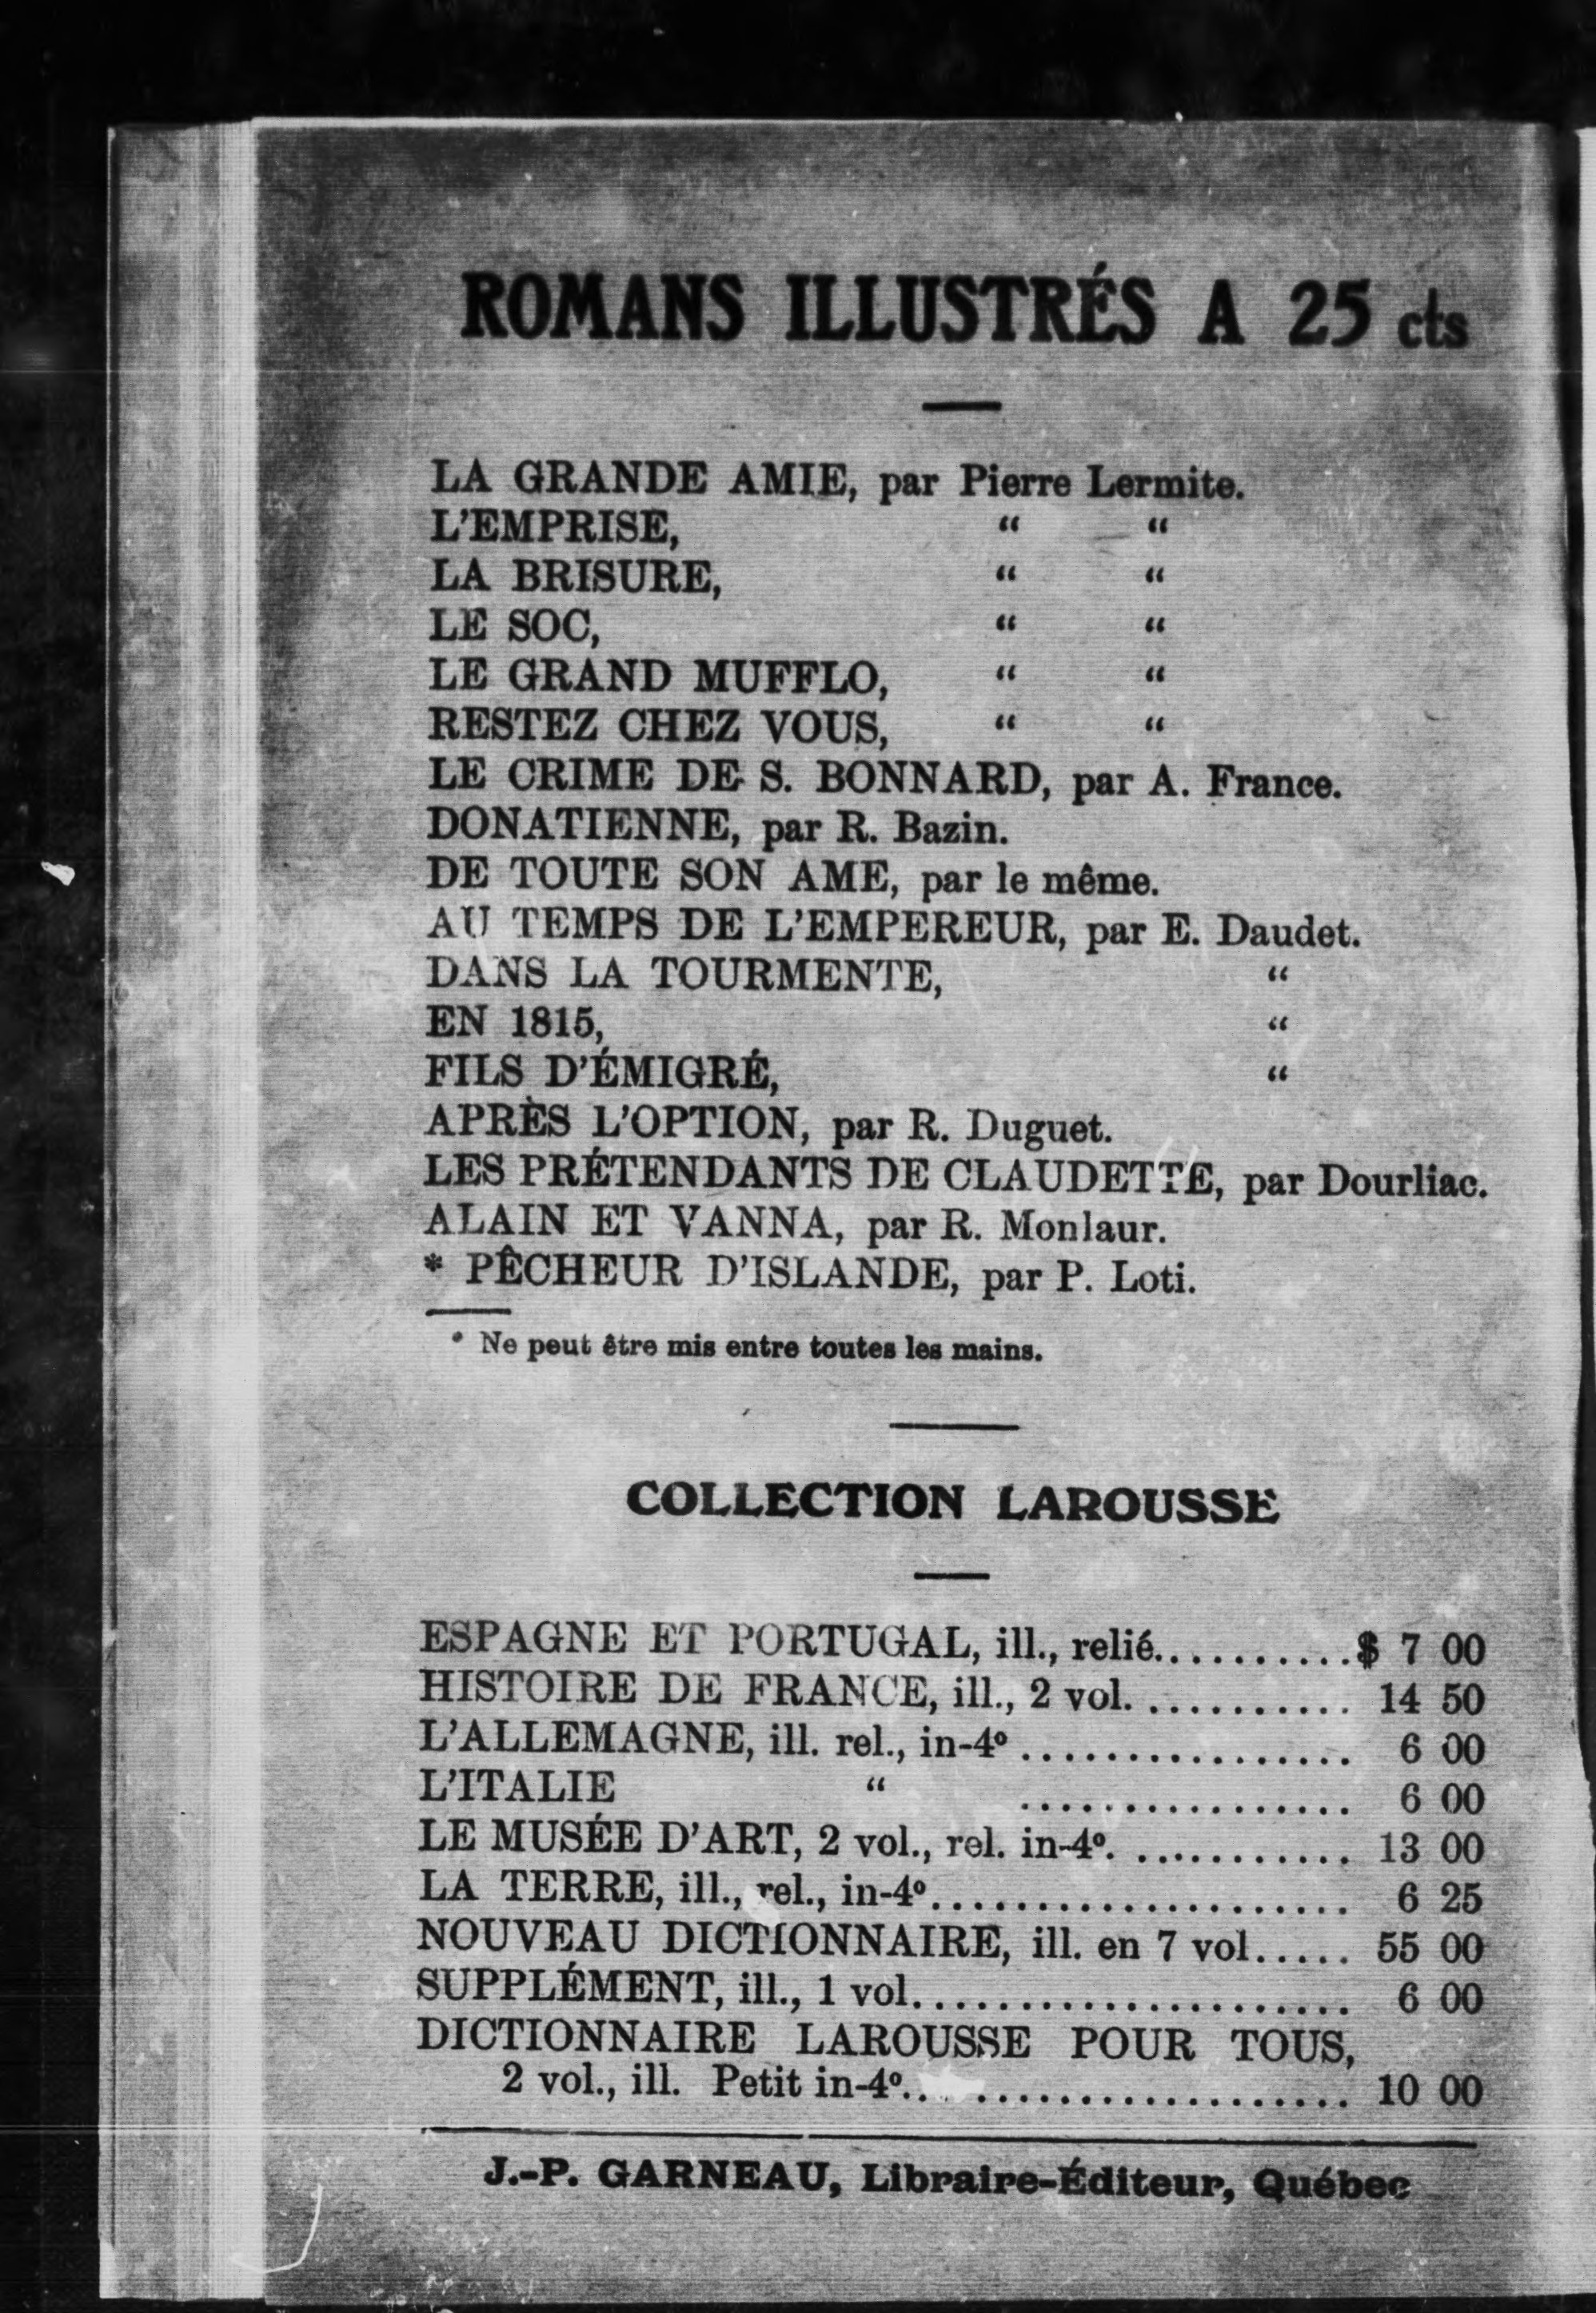 ROMANS ILLUSTRÉS A 25 cts
LA GRANDE AMIE, par Pierre Lermite.
L'EMPRISE, “ “
LA BRISURE, “ “
LE SOC, “ “
LE GRAND MUFFLO, “ “
RESTEZ CHEZ VOUS, “ “
LE CRIME DE S. BONNARD, par A. France.
DONATIENNE, par R. Bazin.
DE TOUTE SON AME, par le même.
AU TEMPS DE L'EMPEREUR, par E. Daudet.
DANS LA TOURMENTE, “
EN 1815, “
FILS D'ÉMIGRÉ, “
APRÈS L'OPTION, par R. Duguet.
LES PRÉTENDANTS DE CLAUDETTE, par Dourliac.
ALAIN ET VANNA, par R. Monlaur.
* PÊCHEUR D'ISLANDE, par P. Loti.
* Ne peut être mis entre toutes les mains.
COLLECTION LAROUSSE
ESPAGNE ET PORTUGAL, ill., relié..........$ 7 00
HISTOIRE DE FRANCE, ill., 2 vol. ........... 14 50
L'ALLEMAGNE, ill. rel., in-4º ................ 6 00
L'ITALIE “ ................ 6 00
LE MUSÉE D'ART, 2 vol., rel. in-4º. ........... 13 00
LA TERRE, ill., rel., in-4º..................... 6 25
NOUVEAU DICTIONNAIRE, ill. en 7 vol..... 55 00
SUPPLÉMENT, ill., 1 vol...................... 6 00
DICTIONNAIRE LAROUSSE POUR TOUS,
2 vol., ill. Petit in-4º..................... 10 00
J.-P. GARNEAU, Libraire-Éditeur, Québec